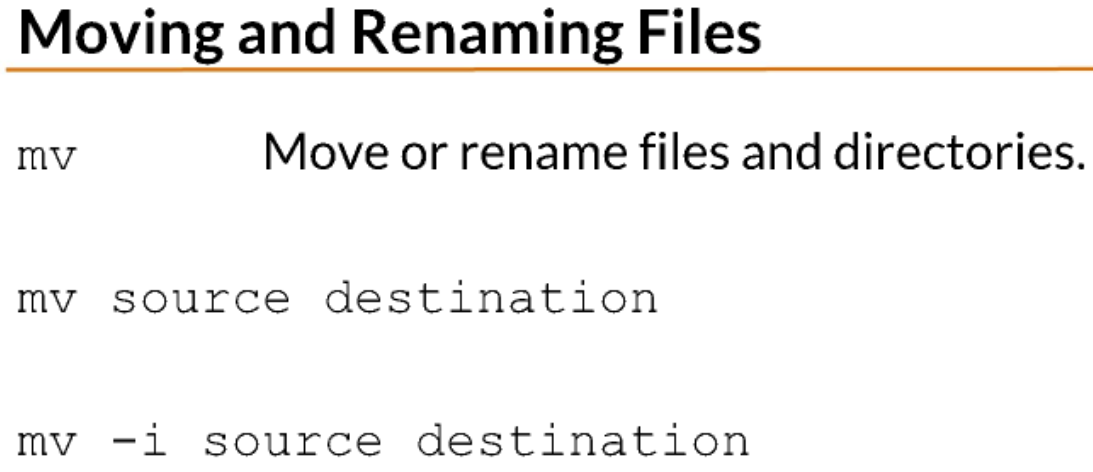 Moving and Renaming Files
mv Move or rename files and directories.
mv source destination
mv -i source destination